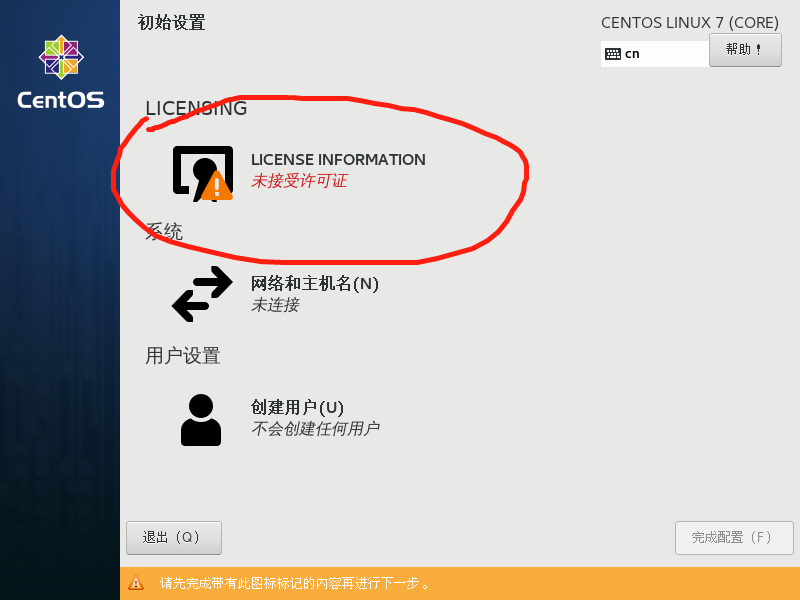 初始设置
CENTOS LINUX 7 (CORE)
cn
帮助！
CentOS
LICENSING
LICENSE INFORMATION
未接受许可证
系统
网络和主机名(N)
未连接
用户设置
创建用户(U)
不会创建任何用户
退出（Q）
完成配置（F）
请先完成带有此图标标记的内容再进行下一步 。